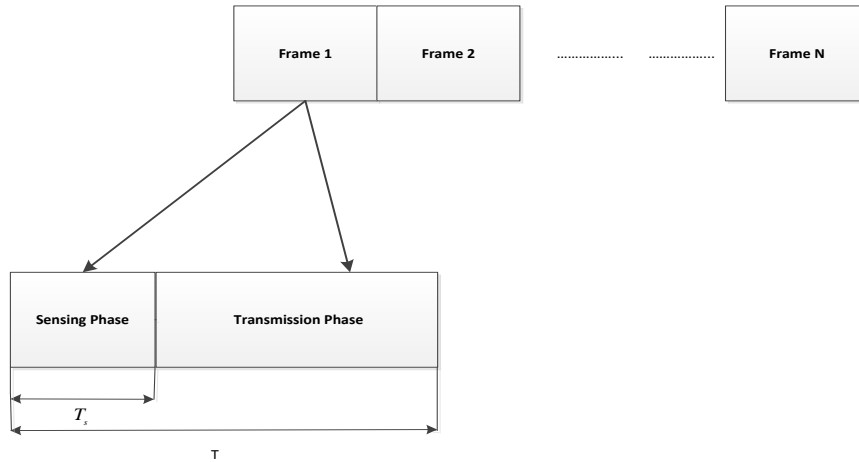 Frame 1
Frame 2
……………... ……………...
Frame N
Sensing Phase
Transmission Phase
Ts
T